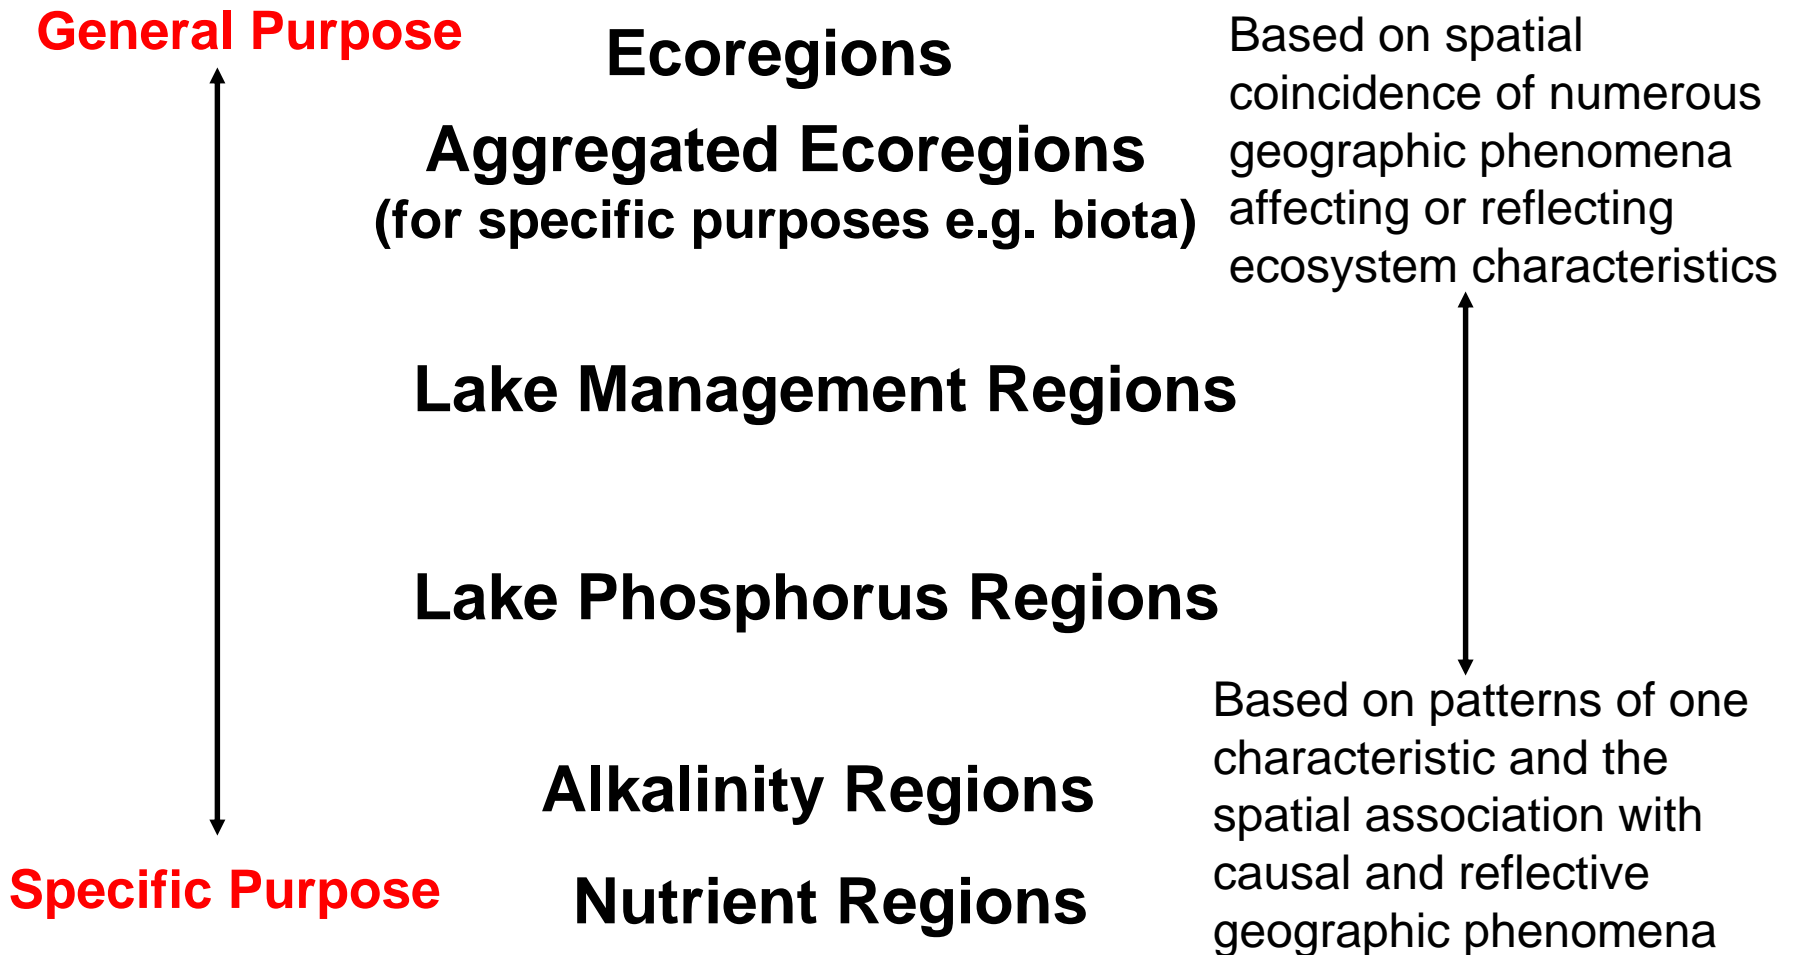 General Purpose
Ecoregions
Aggregated Ecoregions
(for specific purposes e.g. biota)
Based on spatial
coincidence of numerous
geographic phenomena
affecting or reflecting
ecosystem characteristics
Lake Management Regions
Lake Phosphorus Regions
Alkalinity Regions
Specific Purpose
Nutrient Regions
Based on patterns of one
characteristic and the
spatial association with
causal and reflective
geographic phenomena